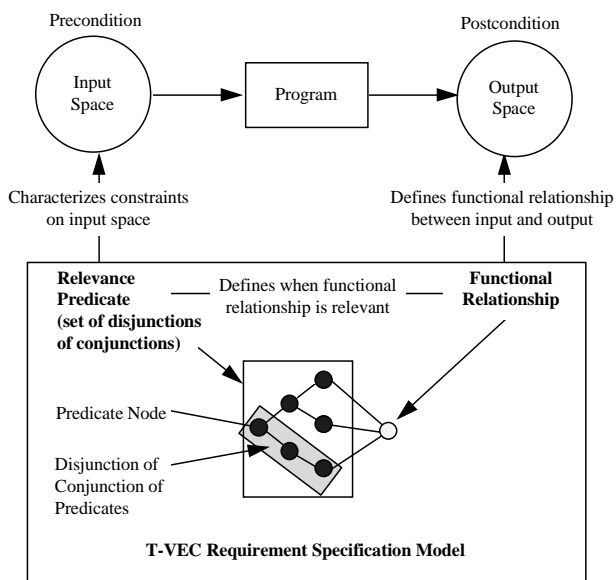 Precondition
Postcondition
Input
Space
Program
Output
Space
Characterizes constraints
on input space
Defines functional relationship
between input and output
Relevance
Predicate
(set of disjunctions
of conjunctions)
Defines when functional
relationship is relevant
Functional
Relationship
Predicate Node
Disjunction of
Conjunction of
Predicates
T-VEC Requirement Specification Model